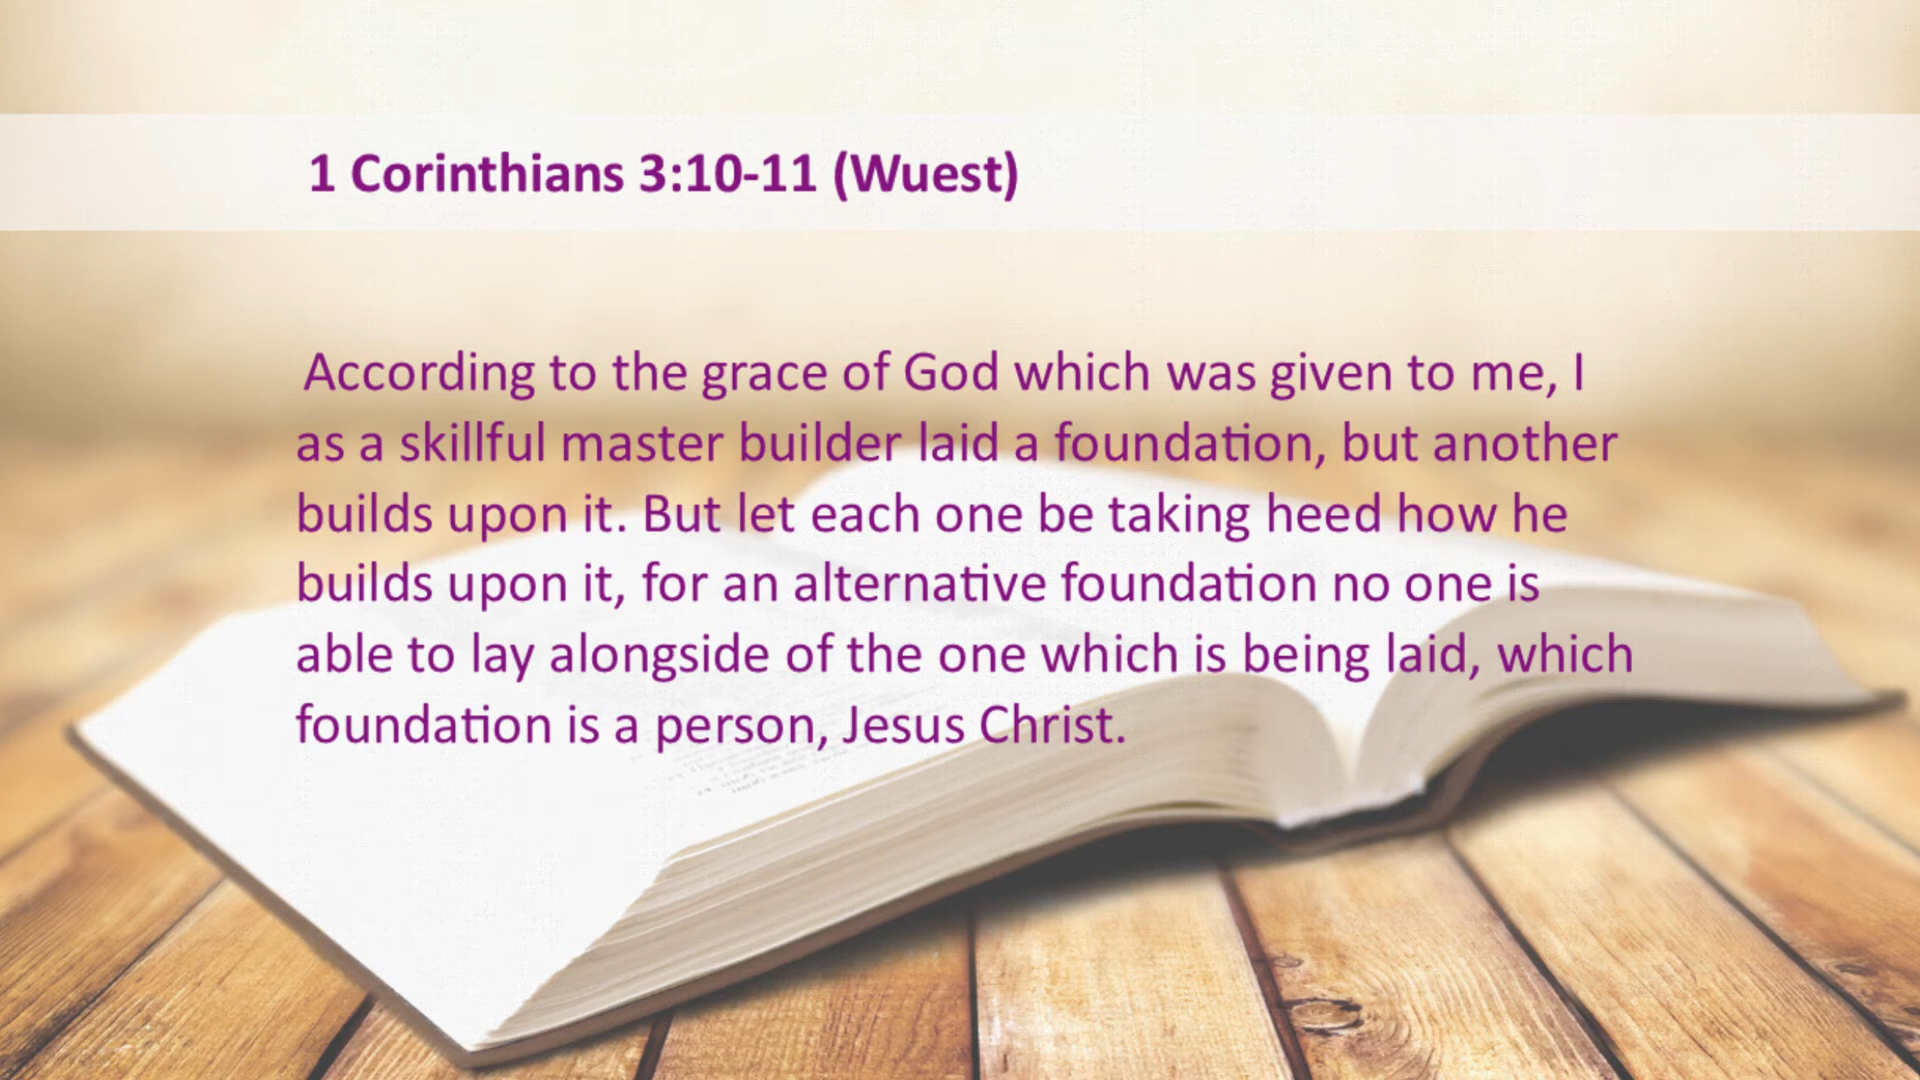 1 Corinthians 3:10-11 (Wuest)
According to the grace of God which was given to me, I
as a skillful master builder laid a foundation, but another
builds upon it. But let each one be taking heed how he
builds upon it, for an alternative foundation no one is
able to lay alongside of the one which is being laid, which
foundation is a person, Jesus Christ.